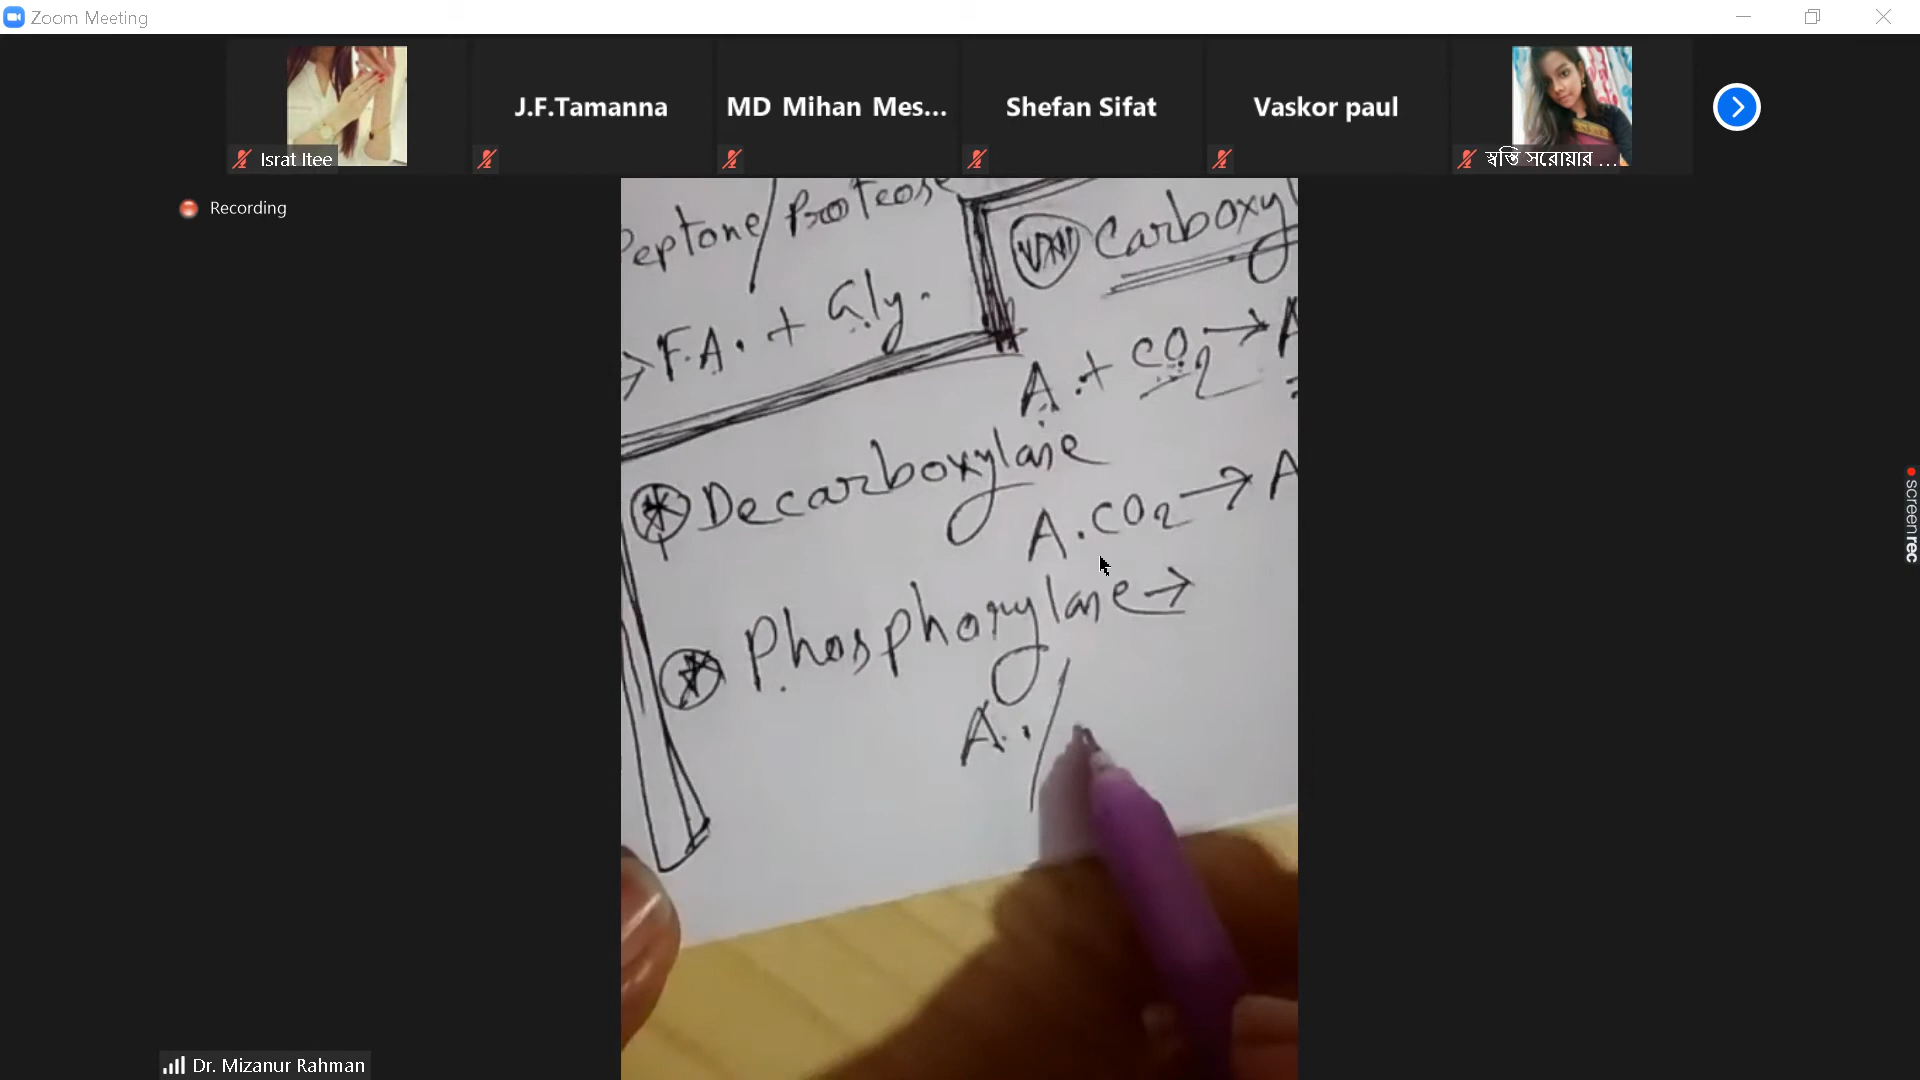 Zoom Meeting
J.F.Tamanna
MD Mihan Mes...
Shefan Sifat
Vaskor paul
Israt Itee
স্বস্তি সরোয়ার ...
Recording
Peptone/Proteose
Carboxyl
→ F.A. + Gly.
A + CO2 → A
Decarboxylase
A.CO2 → A
Phosphorylase →
A. /
screenrec
Dr. Mizanur Rahman